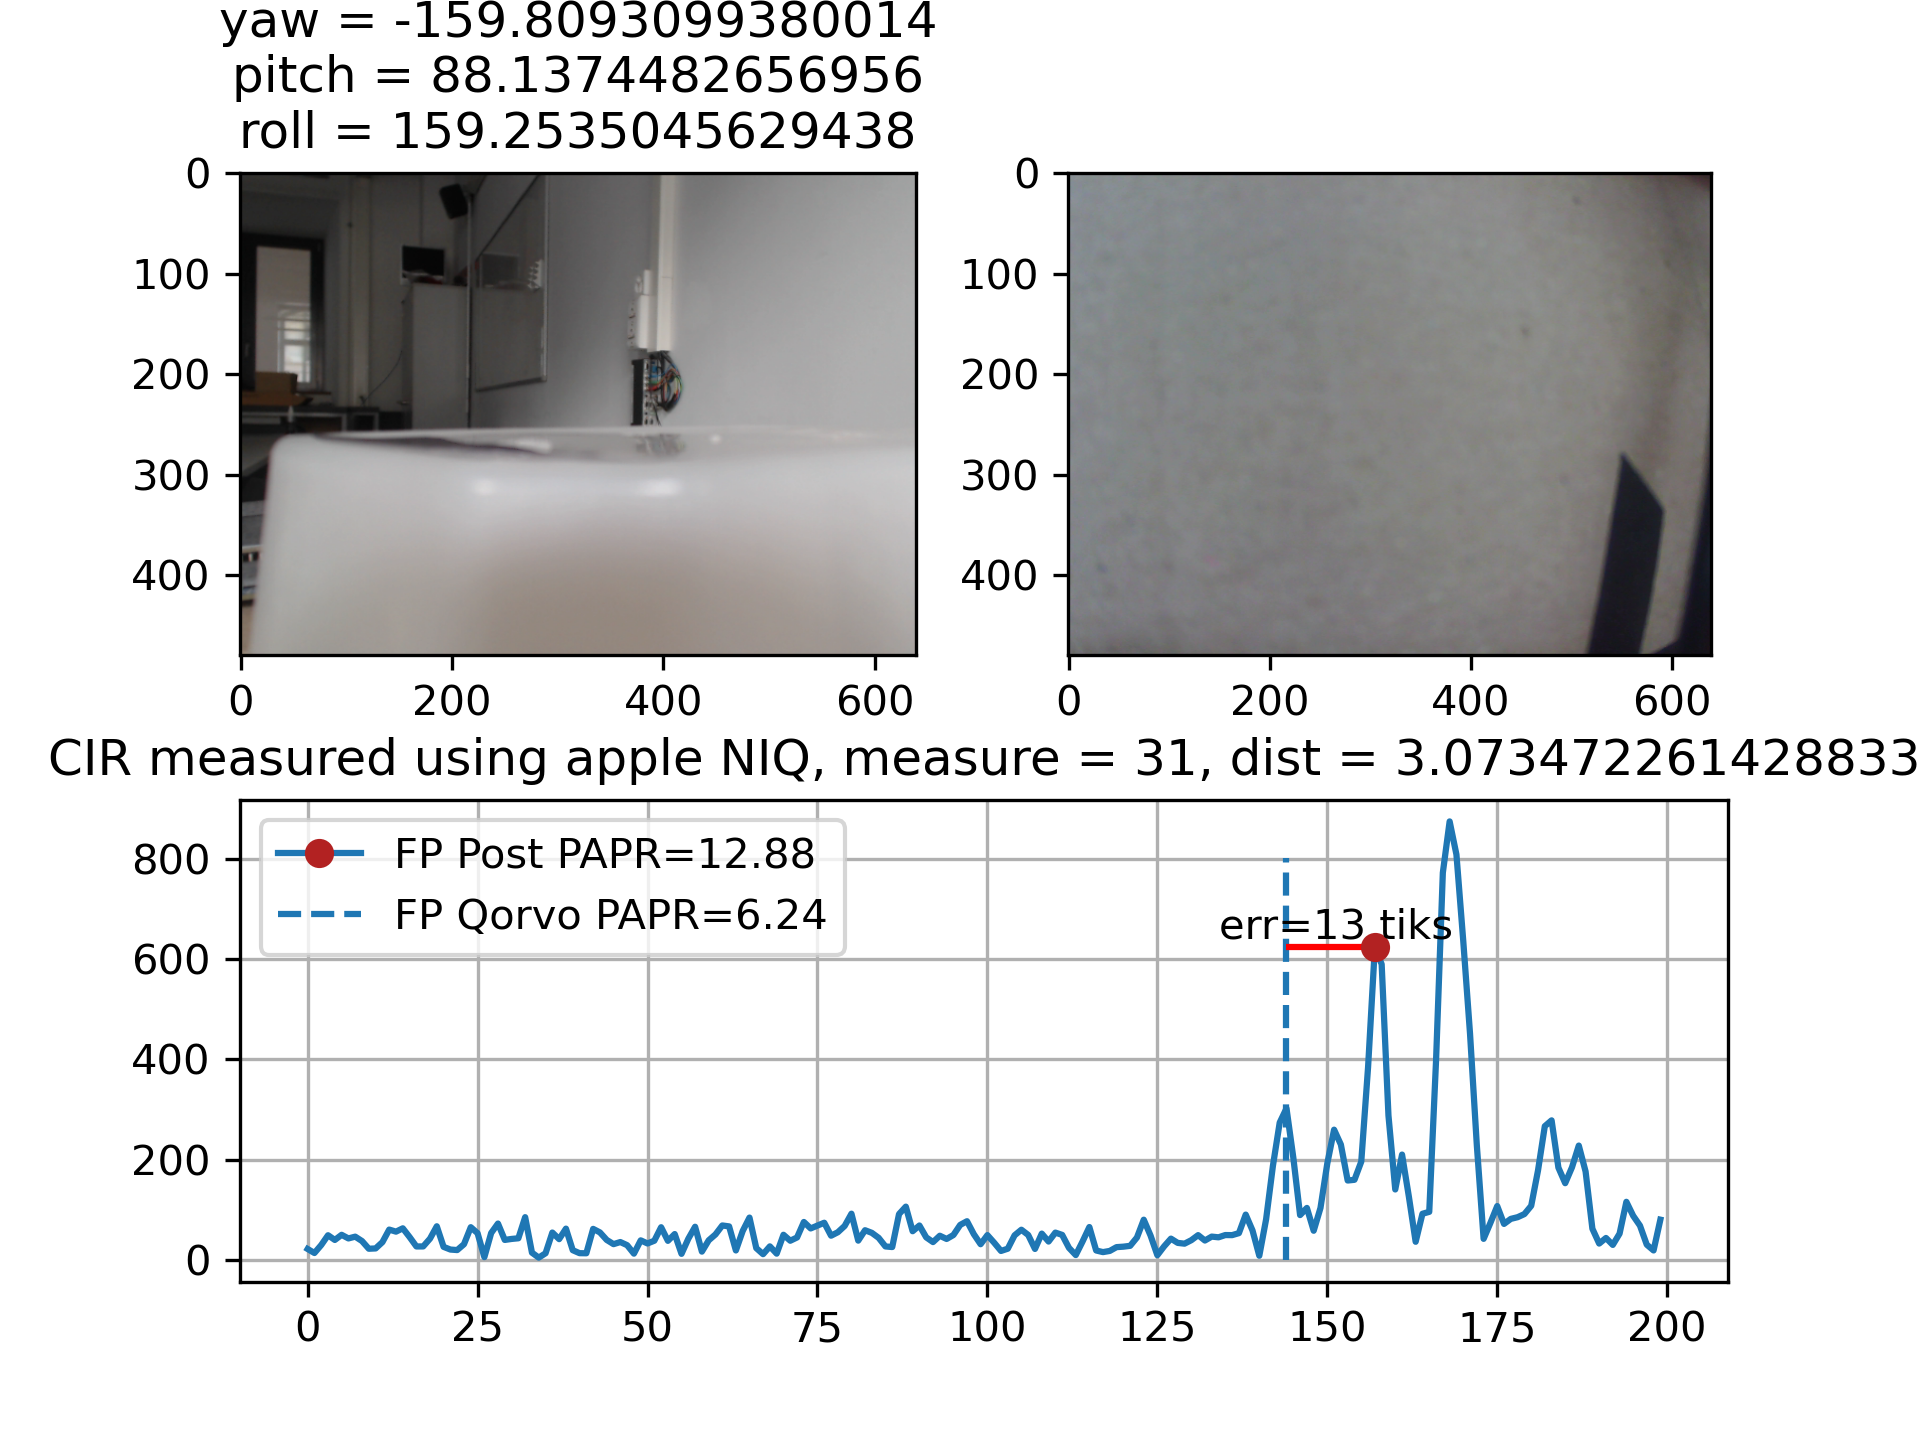 yaw = -159.8093099380014
pitch = 88.1374482656956
roll = 159.2535045629438
0
100
200
300
400
0 200 400 600
0
100
200
300
400
0 200 400 600
CIR measured using apple NIQ, measure = 31, dist = 3.073472261428833
FP Post PAPR=12.88
FP Qorvo PAPR=6.24
err=13 tiks
800
600
400
200
0
0 25 50 75 100 125 150 175 200